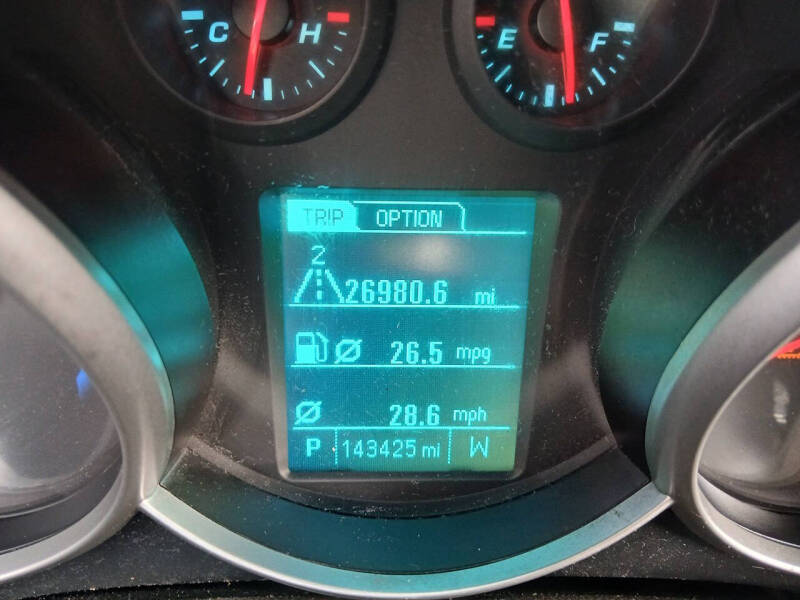 C H
E F
TRIP OPTION
2
26980.6 mi
26.5 mpg
28.6 mph
P 143425 mi W